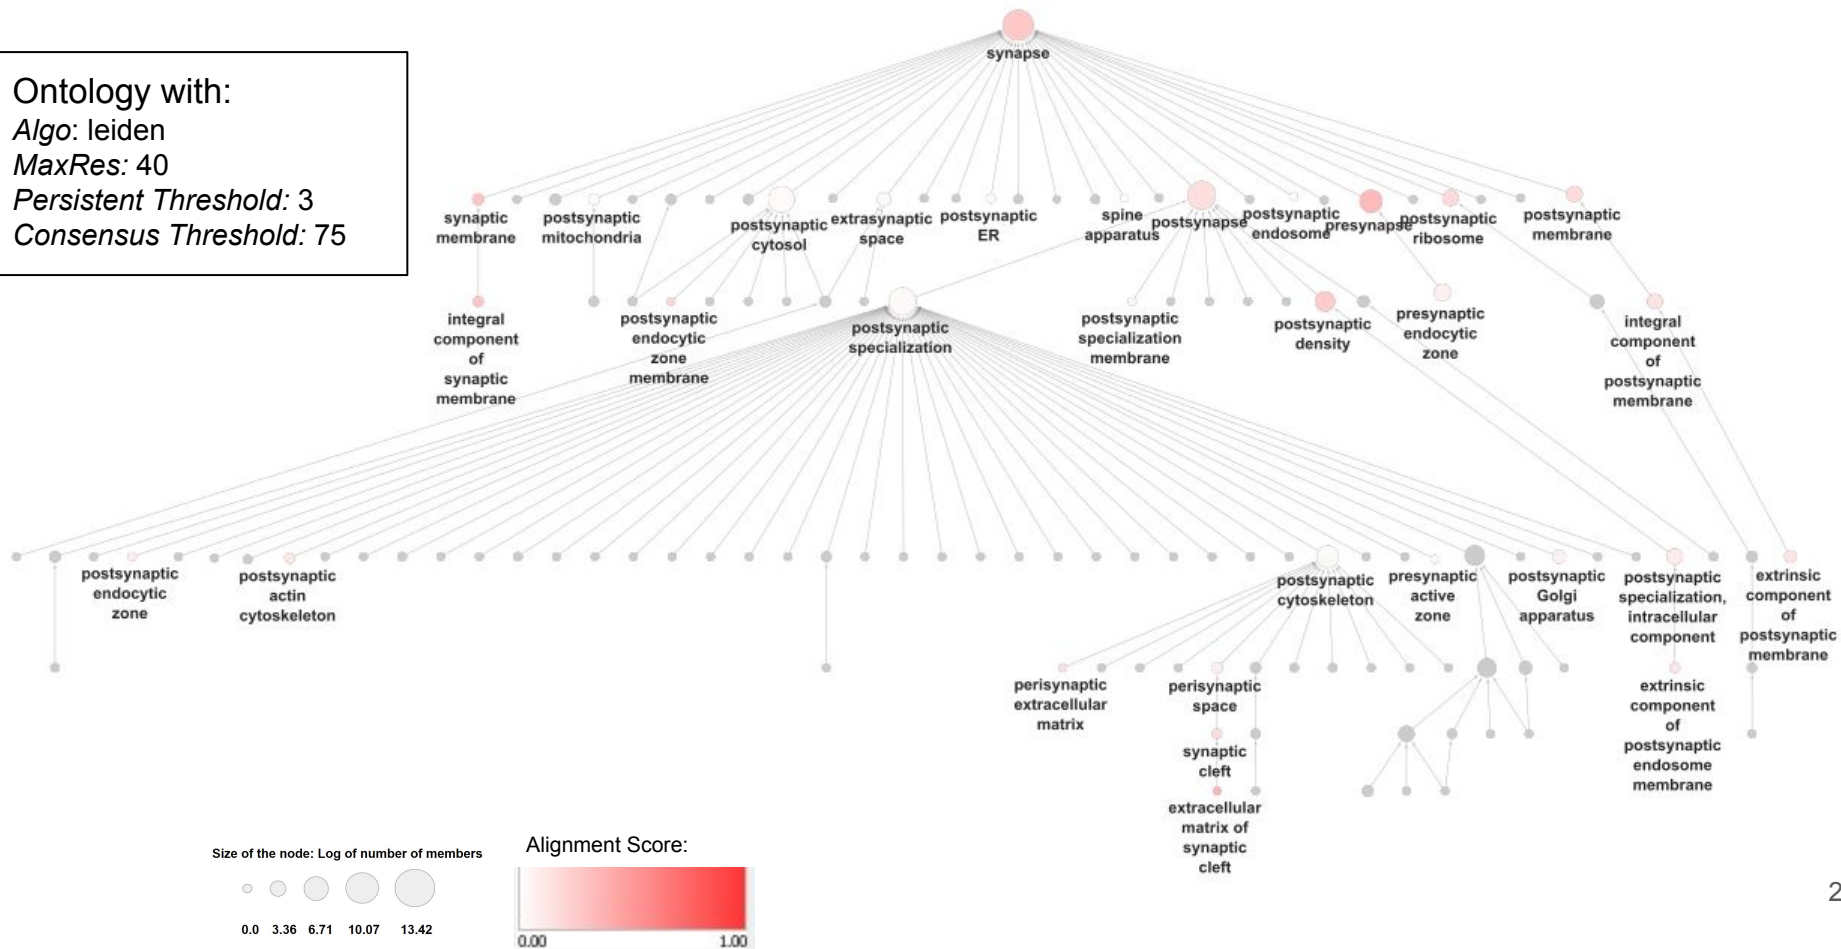 synapse
Ontology with:
Algo: leiden
MaxRes: 40
Persistent Threshold: 3
Consensus Threshold: 75
synaptic
membrane
postsynaptic
mitochondria
postsynaptic
cytosol
extrasynaptic
space
postsynaptic
ER
spine
apparatus
postsynapse
postsynaptic
endosome
presynapse
postsynaptic
ribosome
postsynaptic
membrane
integral
component
of
synaptic
membrane
postsynaptic
endocytic
zone
membrane
postsynaptic
specialization
postsynaptic
specialization
membrane
postsynaptic
density
presynaptic
endocytic
zone
integral
component
of
postsynaptic
membrane
postsynaptic
endocytic
zone
postsynaptic
actin
cytoskeleton
postsynaptic
cytoskeleton
presynaptic
active
zone
postsynaptic
Golgi
apparatus
postsynaptic
specialization,
intracellular
component
extrinsic
component
of
postsynaptic
membrane
perisynaptic
extracellular
matrix
perisynaptic
space
synaptic
cleft
extracellular
matrix of
synaptic
cleft
extrinsic
component
of
postsynaptic
endosome
membrane
Size of the node: Log of number of members
0.0 3.36 6.71 10.07 13.42
Alignment Score:
0.00 1.00
2